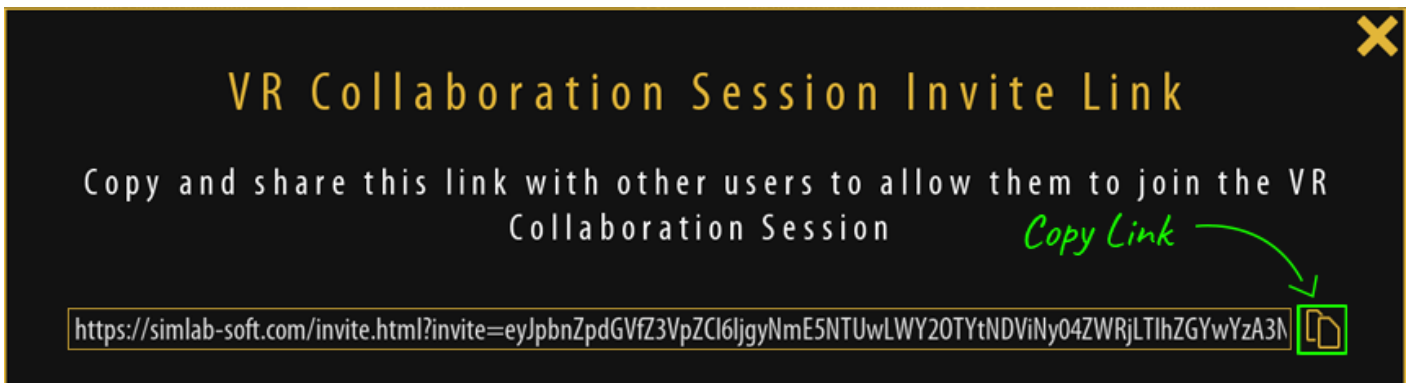 VR Collaboration Session Invite Link
Copy and share this link with other users to allow them to join the VR
Collaboration Session
Copy Link
https://simlab-soft.com/invite.html?invite=eyJpbnZpdGVfZ3VpZCI6IjgyNmE5NTUwLWY2OTYtNDViNy04ZWRjLTlhZGYwYzA3N